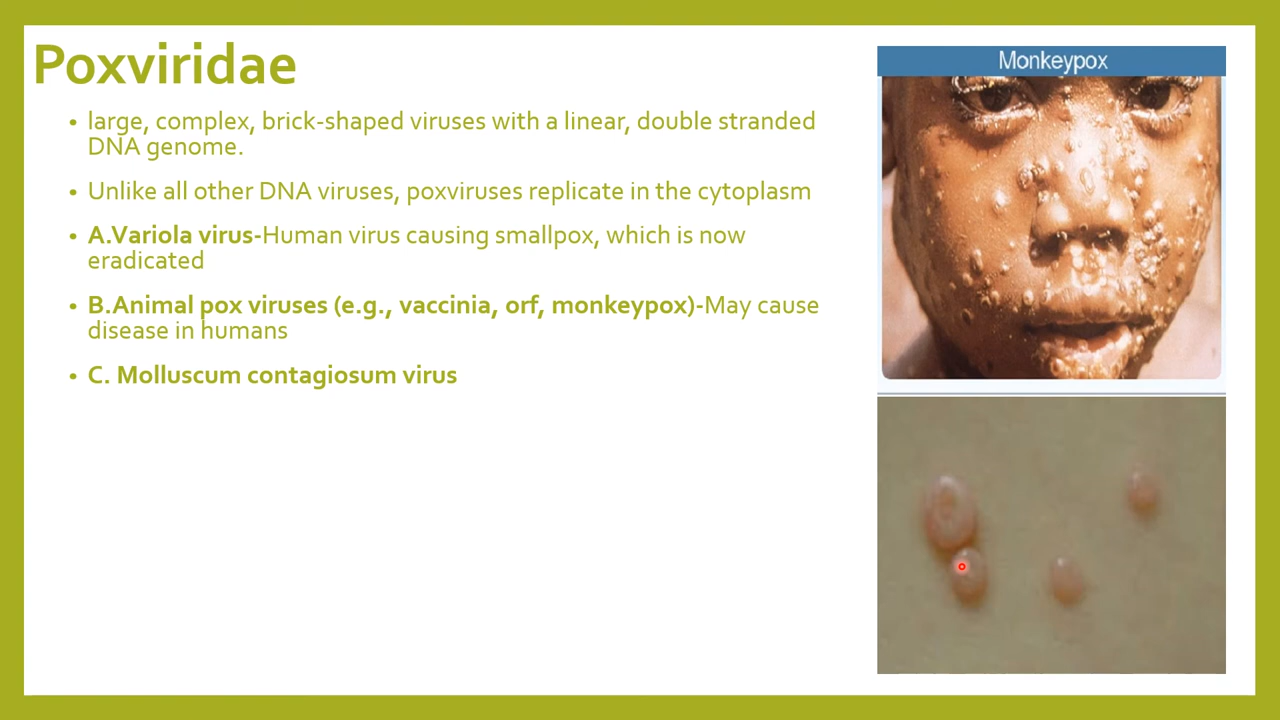 Poxviridae
• large, complex, brick-shaped viruses with a linear, double stranded
DNA genome.
• Unlike all other DNA viruses, poxviruses replicate in the cytoplasm
• A.Variola virus-Human virus causing smallpox, which is now
eradicated
• B.Animal pox viruses (e.g., vaccinia, orf, monkeypox)-May cause
disease in humans
• C. Molluscum contagiosum virus
Monkeypox